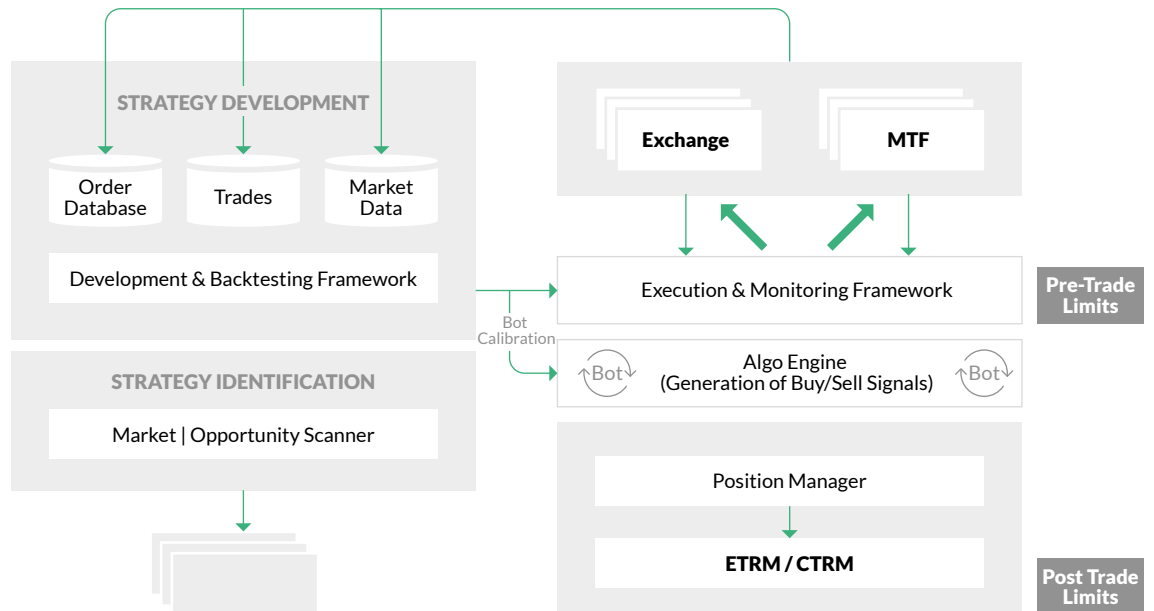 STRATEGY DEVELOPMENT
Order
Database
Trades
Market
Data
Development & Backtesting Framework
Bot
Calibration
STRATEGY IDENTIFICATION
Market | Opportunity Scanner
Exchange
MTF
Execution & Monitoring Framework
Pre-Trade
Limits
Bot
Algo Engine
(Generation of Buy/Sell Signals)
Bot
Position Manager
ETRM / CTRM
Post Trade
Limits